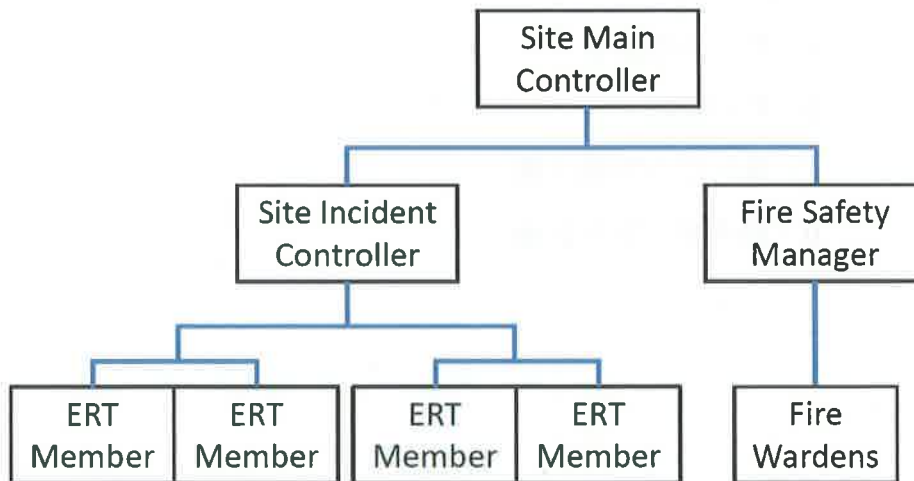 Site Main
Controller
Site Incident
Controller
Fire Safety
Manager
ERT
Member
ERT
Member
ERT
Member
ERT
Member
Fire
Wardens